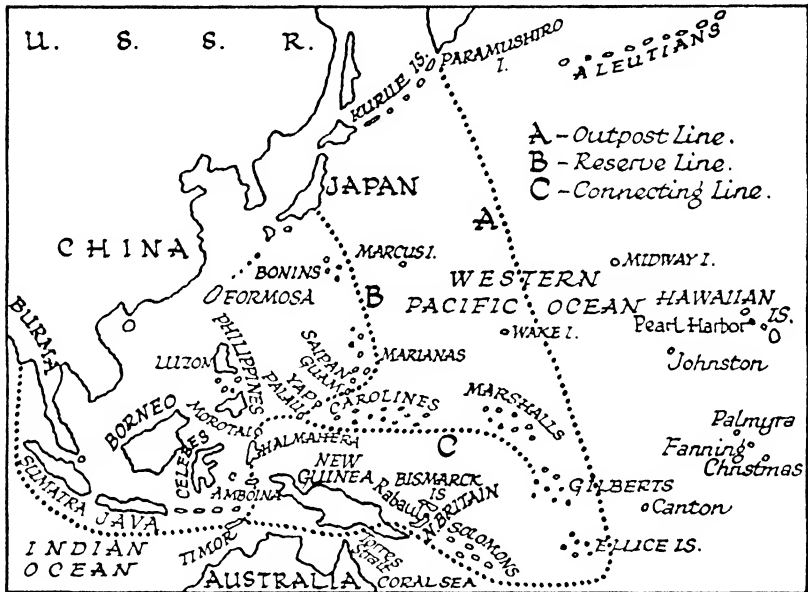 U. S. S. R.
KURILE IS.
PARAMUSHIRO
I.
ALEUTIANS
A - Outpost Line.
B - Reserve Line.
C - Connecting Line.
JAPAN
A
CHINA
MARCUS I.
MIDWAY I.
BONINS
WESTERN
PACIFIC OCEAN
B
FORMOSA
HAWAIIAN
IS.
Pearl Harbor
BURMA
WAKE I.
PHILIPPINES
SAIPAN
GUAM
MARIANAS
LUZON
Johnston
YAP
PALAU
CAROLINES
MARSHALLS
BORNEO
MOROTAI
HALMAHERA
C
Palmyra
Fanning
Christmas
CELEBES
NEW
GUINEA
BISMARCK
IS
SUMATRA
AMBOINA
Rabaul
N BRITAIN
GILBERTS
Canton
JAVA
SOLOMONS
TIMOR
Torres
Strait
ELLICE IS.
INDIAN
OCEAN
AUSTRALIA
CORAL SEA